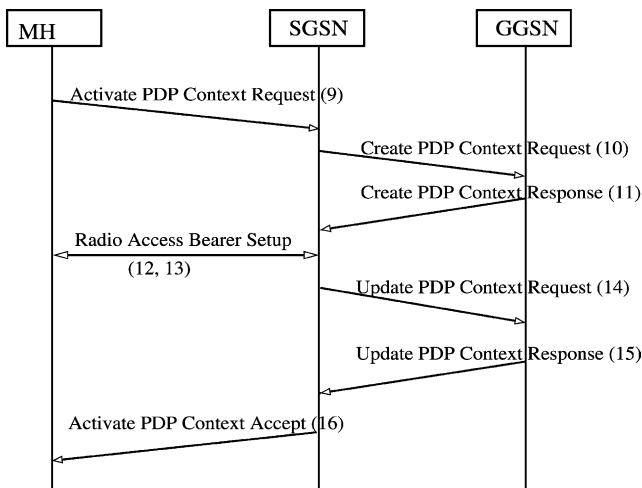 MH
SGSN
GGSN
Activate PDP Context Request (9)
Create PDP Context Request (10)
Create PDP Context Response (11)
Radio Access Bearer Setup
(12, 13)
Update PDP Context Request (14)
Update PDP Context Response (15)
Activate PDP Context Accept (16)